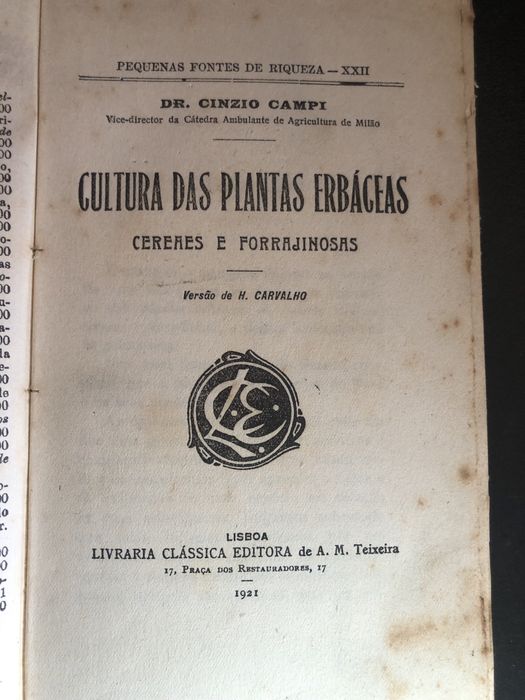 PEQUENAS FONTES DE RIQUEZA — XXII
DR. CINZIO CAMPI
Vice-director da Cátedra Ambulante de Agricultura de Milão
CULTURA DAS PLANTAS ERBÁCEAS
CEREAES E FORRAJINOSAS
Versão de H. CARVALHO
LCE
LISBOA
LIVRARIA CLÁSSICA EDITORA de A. M. Teixeira
17, PRAÇA DOS RESTAURADORES, 17
1921